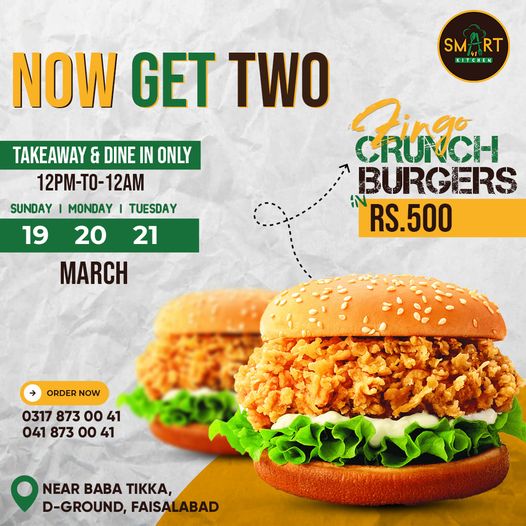 SMART
KITCHEN
NOW GET TWO
Zingo
CRUNCH
BURGERS
IN RS.500
TAKEAWAY & DINE IN ONLY
12PM-TO-12AM
SUNDAY | MONDAY | TUESDAY
19 20 21
MARCH
ORDER NOW
0317 873 00 41
041 873 00 41
NEAR BABA TIKKA,
D-GROUND, FAISALABAD